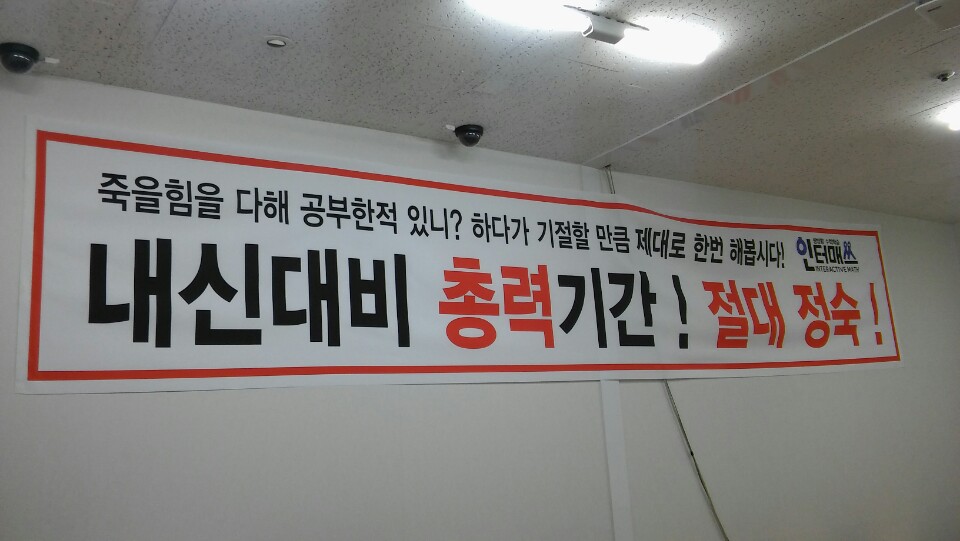 죽을힘을 다해 공부한적 있니? 하다가 기절할 만큼 제대로 한번 해봅시다!
인터매쓰
INTERACTIVE MATH
내신대비 총력기간! 절대 정숙!